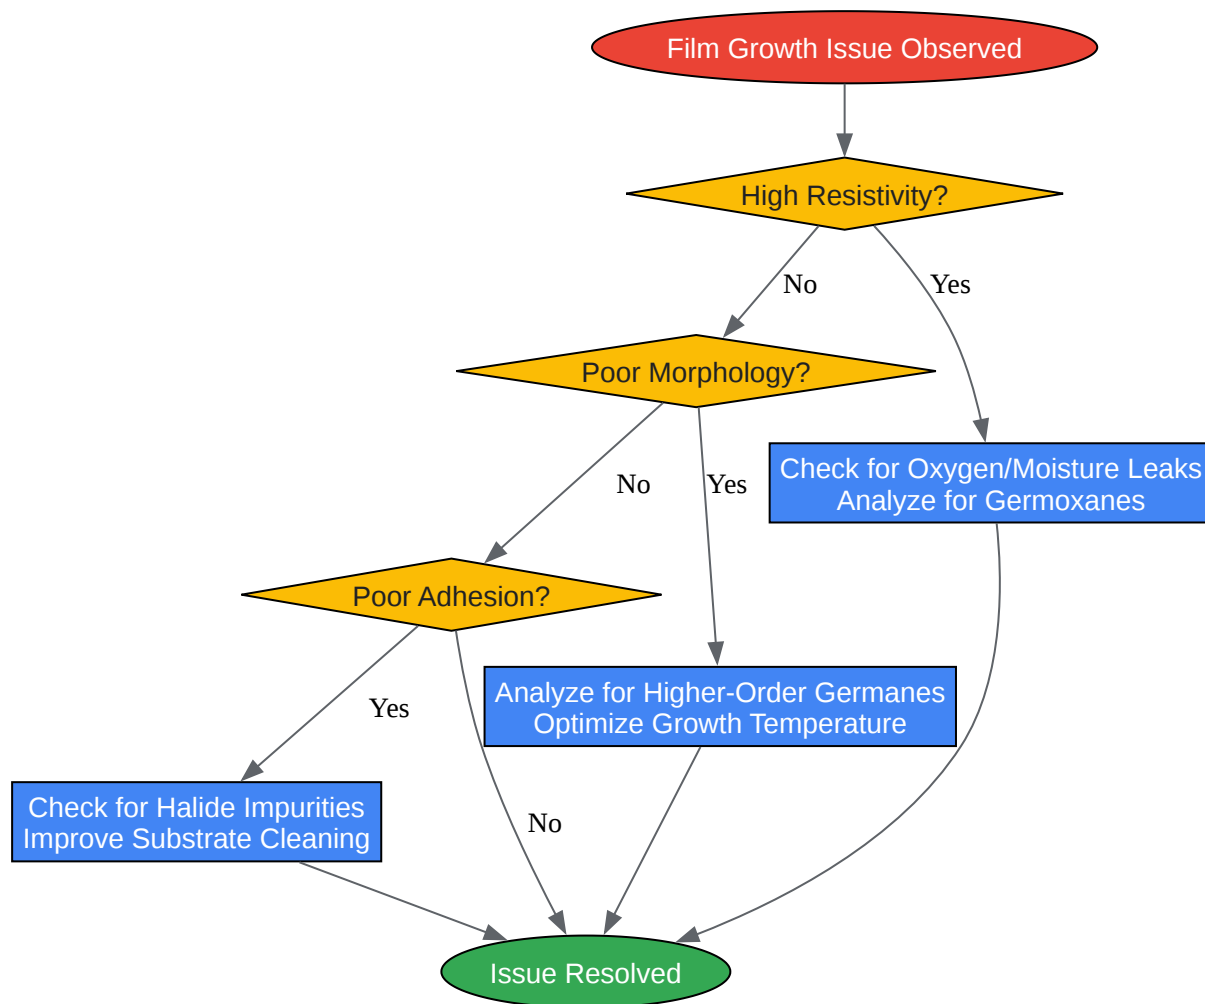 Film Growth Issue Observed
High Resistivity?
No
Yes
Poor Morphology?
Check for Oxygen/Moisture Leaks
Analyze for Germoxanes
No
Yes
Poor Adhesion?
Analyze for Higher-Order Germanes
Optimize Growth Temperature
Yes
Check for Halide Impurities
Improve Substrate Cleaning
No
Issue Resolved